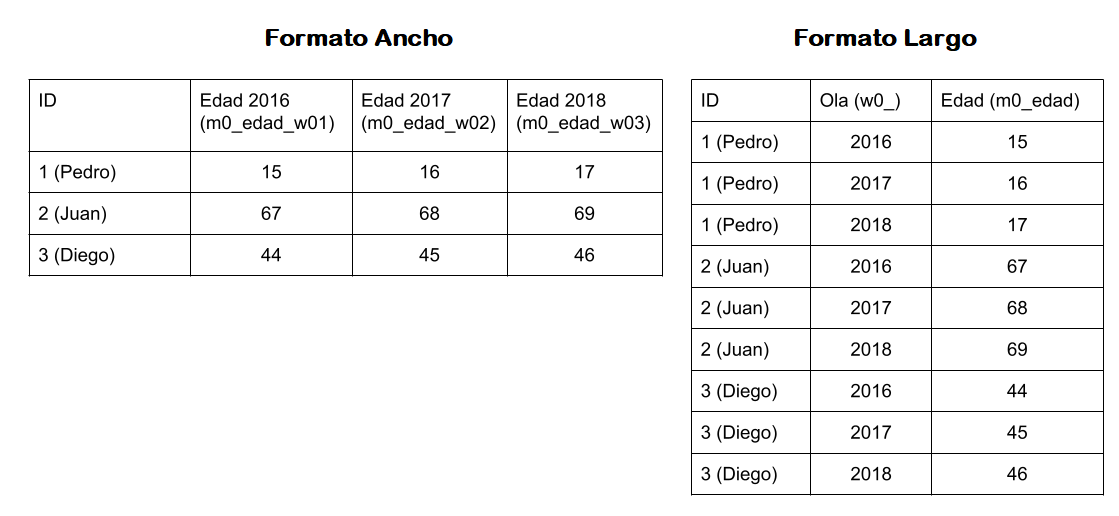 Formato Ancho
ID Edad 2016 (m0_edad_w01) Edad 2017 (m0_edad_w02) Edad 2018 (m0_edad_w03)
1 (Pedro) 15 16 17
2 (Juan) 67 68 69
3 (Diego) 44 45 46
Formato Largo
ID Ola (w0_) Edad (m0_edad)
1 (Pedro) 2016 15
1 (Pedro) 2017 16
1 (Pedro) 2018 17
2 (Juan) 2016 67
2 (Juan) 2017 68
2 (Juan) 2018 69
3 (Diego) 2016 44
3 (Diego) 2017 45
3 (Diego) 2018 46